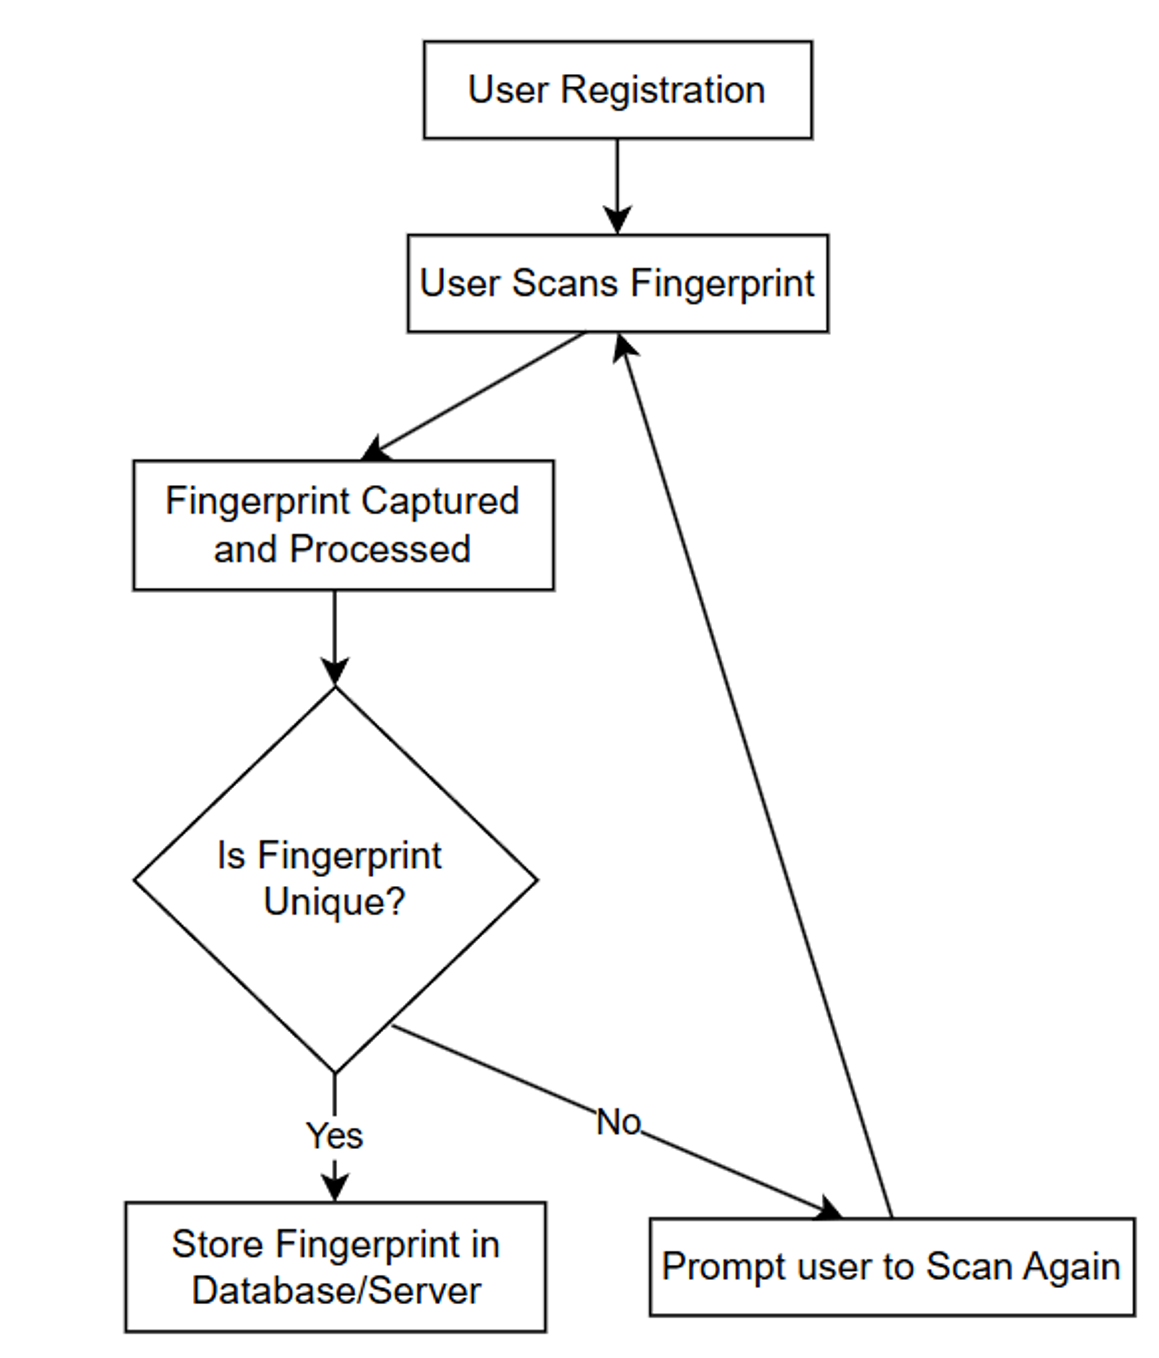 User Registration
User Scans Fingerprint
Fingerprint Captured
and Processed
Is Fingerprint
Unique?
No
Yes
Store Fingerprint in
Database/Server
Prompt user to Scan Again